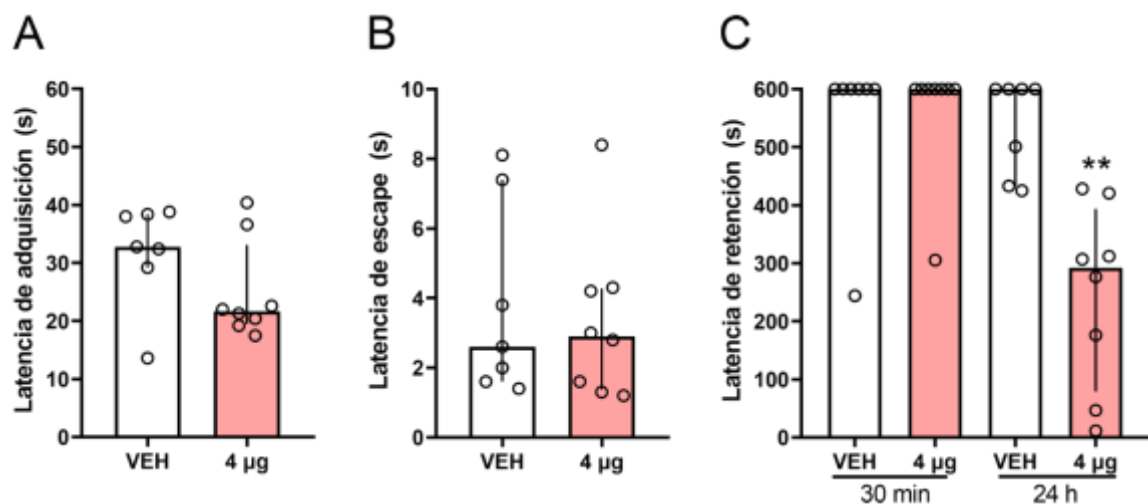 A
Latencia de adquisición (s)
60
50
40
30
20
10
0
VEH 4 µg
B
Latencia de escape (s)
10
8
6
4
2
0
VEH 4 µg
C
Latencia de retención (s)
600
500
400
300
200
100
0
**
VEH 4 µg VEH 4 µg
30 min 24 h